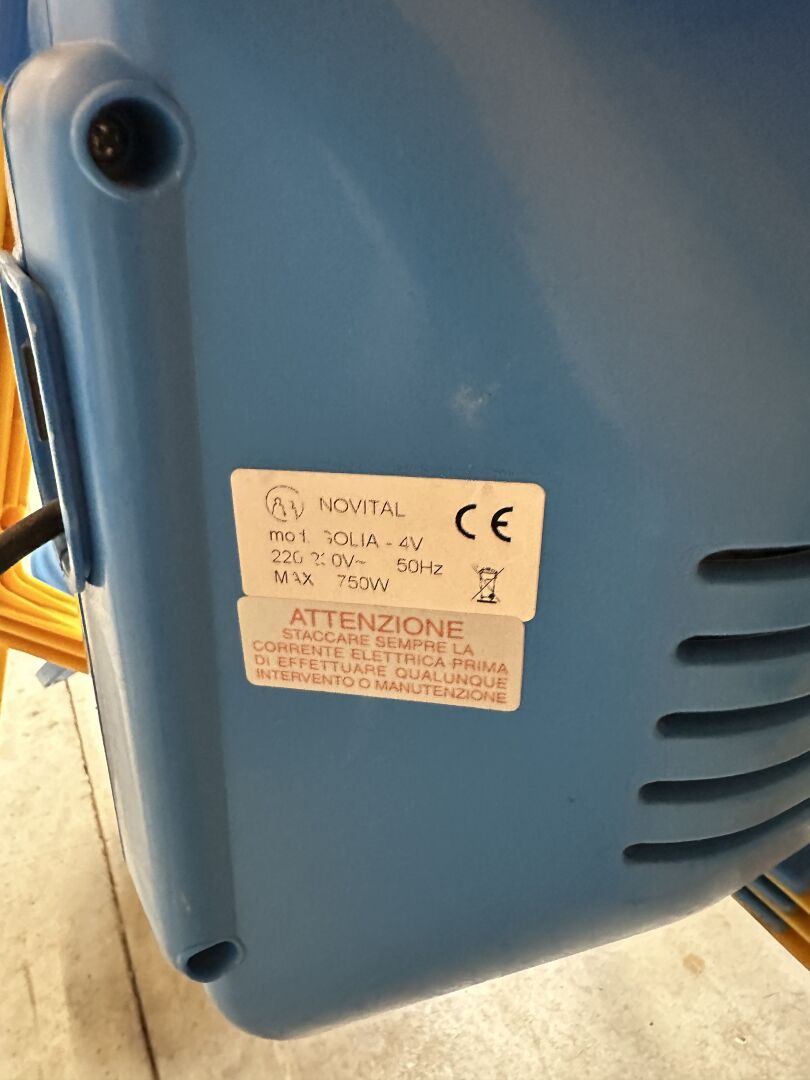 NOVITAL
CE
GOLIA - 4V
50Hz
MAX 750W
ATTENZIONE
STACCARE SEMPRE LA
CORRENTE ELETTRICA PRIMA
DI EFFETTUARE QUALUNQUE
INTERVENTO O MANUTENZIONE